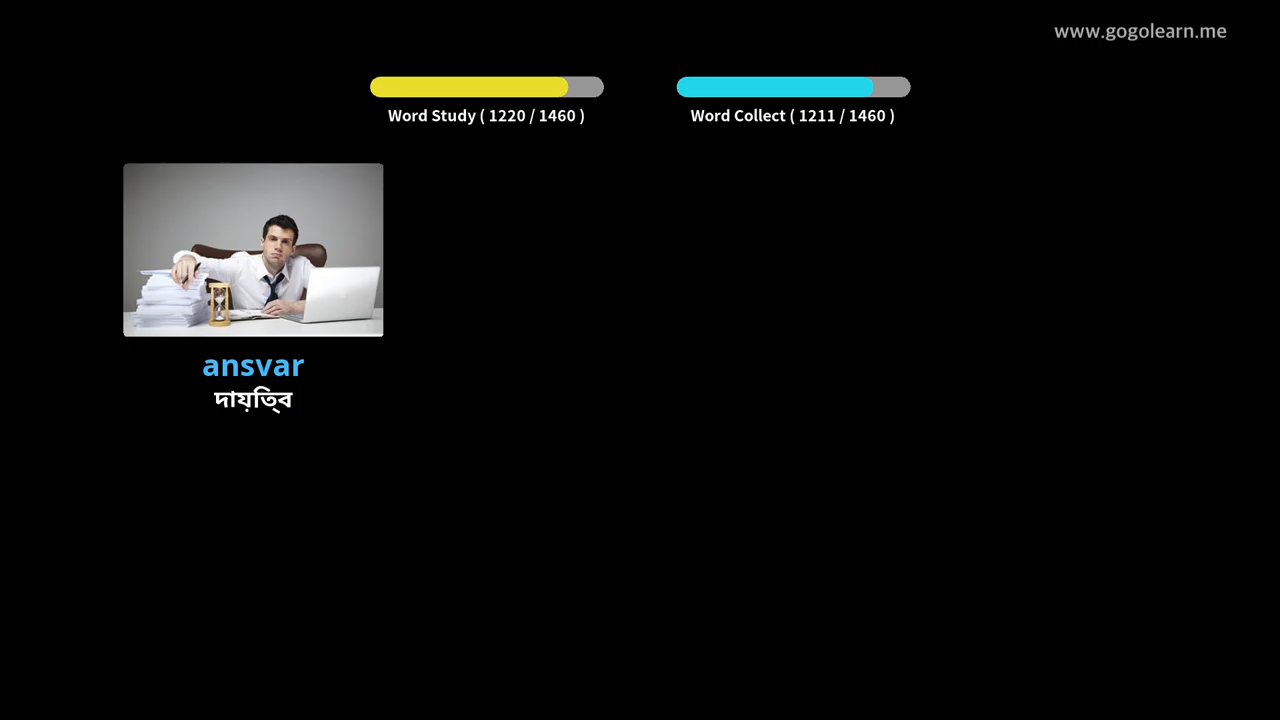 www.gogolearn.me
Word Study ( 1220 / 1460 )
Word Collect ( 1211 / 1460 )
ansvar
দায়ত্বি